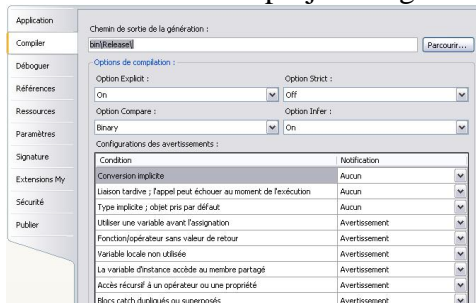 Application
Compiler
Déboguer
Références
Ressources
Paramètres
Signature
Extensions My
Sécurité
Publier
Chemin de sortie de la génération :
bin\Release\
Parcourir...
Options de compilation :
Option Explicit :
Option Strict :
On
Off
Option Compare :
Option Infer :
Binary
On
Configurations des avertissements :
Condition
Notification
Conversion implicite
Aucun
Liaison tardive ; l'appel peut échouer au moment de l'exécution
Aucun
Type implicite ; objet pris par défaut
Aucun
Utiliser une variable avant l'assignation
Avertissement
Fonction/opérateur sans valeur de retour
Avertissement
Variable locale non utilisée
Avertissement
La variable d'instance accède au membre partagé
Avertissement
Accès récursif à un opérateur ou une propriété
Avertissement
Blocs catch dupliqués ou superposés
Avertissement